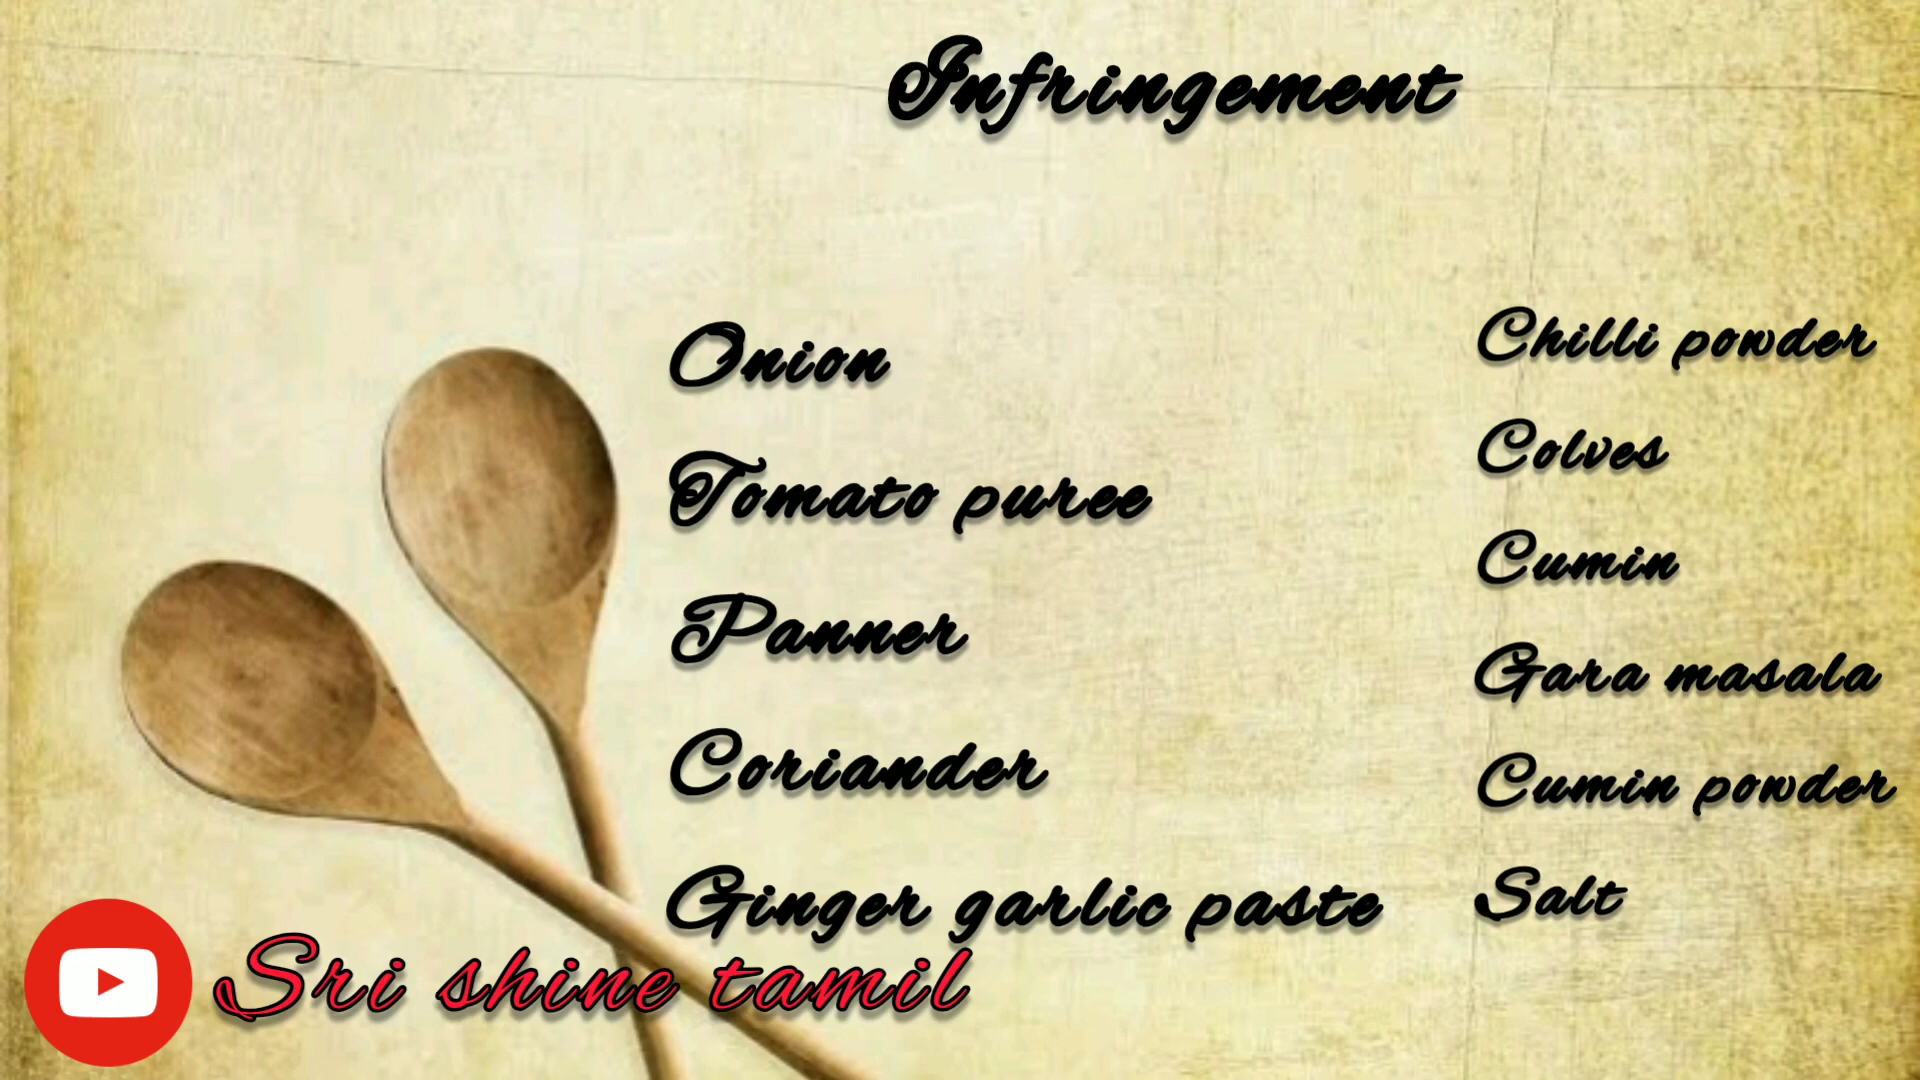 Infringement
Onion
Tomato puree
Panner
Coriander
Ginger garlic paste
Chilli powder
Colves
Cumin
Gara masala
Cumin powder
Salt
Sri shine tamil